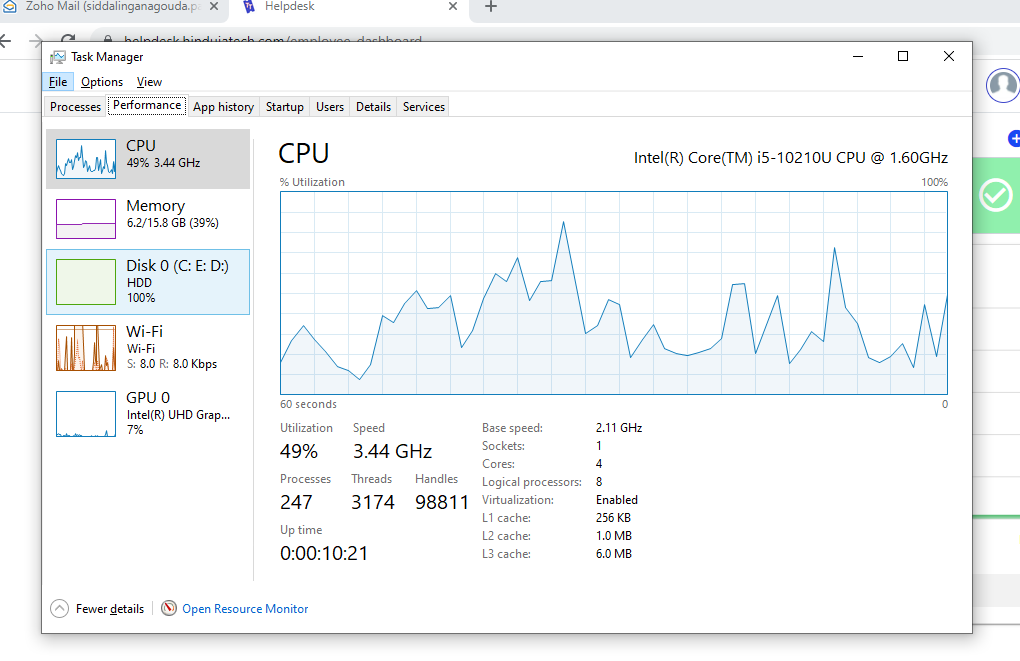 Zoho Mail (siddalinganagouda.pa
Helpdesk
helpdesk.hindujatech.com/employee_dashboard
Task Manager
File Options View
Processes Performance App history Startup Users Details Services
CPU
49% 3.44 GHz
Memory
6.2/15.8 GB (39%)
Disk 0 (C: E: D:)
HDD
100%
Wi-Fi
Wi-Fi
S: 8.0 R: 8.0 Kbps
GPU 0
Intel(R) UHD Grap...
7%
CPU Intel(R) Core(TM) i5-10210U CPU @ 1.60GHz
% Utilization 100%
60 seconds 0
Utilization Speed
49% 3.44 GHz
Processes Threads Handles
247 3174 98811
Up time
0:00:10:21
Base speed: 2.11 GHz
Sockets: 1
Cores: 4
Logical processors: 8
Virtualization: Enabled
L1 cache: 256 KB
L2 cache: 1.0 MB
L3 cache: 6.0 MB
Fewer details Open Resource Monitor